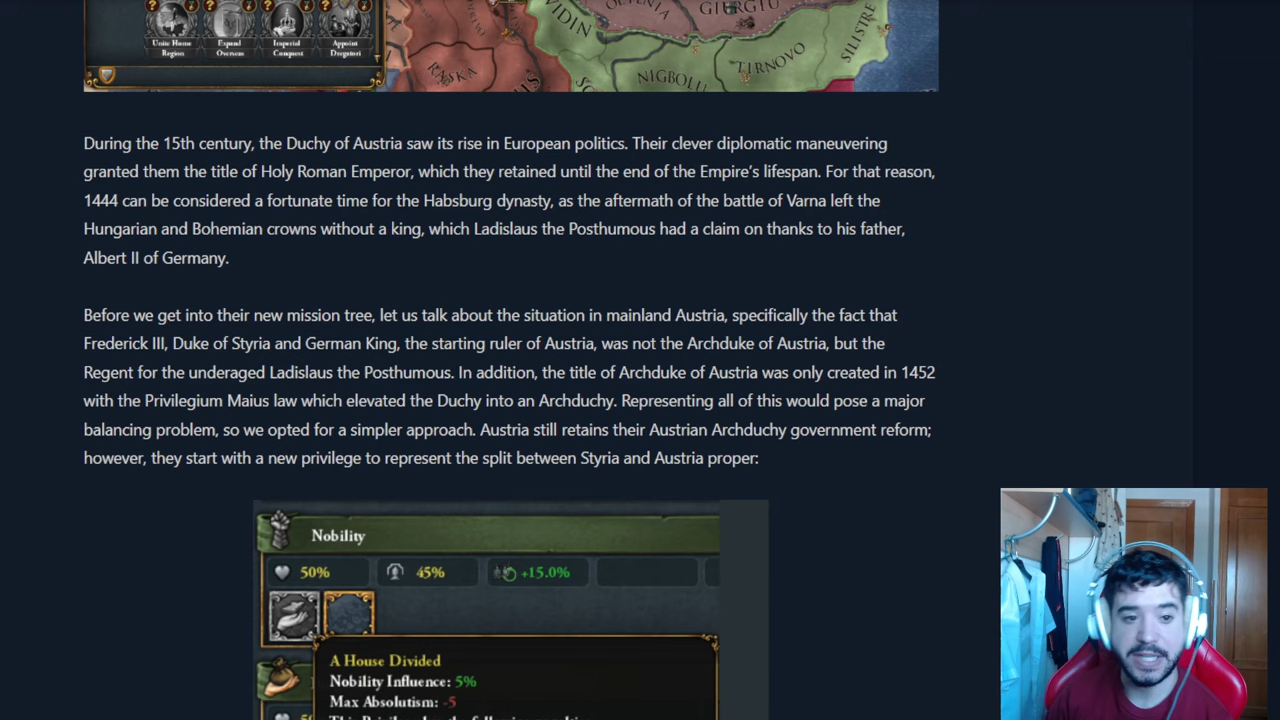 Unite Home Region
Expand Overseas
Imperial Conquest
Appoint Dregatori
VIDIN
OLTENIA
GIURGIU
RASKA
NIGBOLU
TIRNOVO
SILISTRE
During the 15th century, the Duchy of Austria saw its rise in European politics. Their clever diplomatic maneuvering
granted them the title of Holy Roman Emperor, which they retained until the end of the Empire's lifespan. For that reason,
1444 can be considered a fortunate time for the Habsburg dynasty, as the aftermath of the battle of Varna left the
Hungarian and Bohemian crowns without a king, which Ladislaus the Posthumous had a claim on thanks to his father,
Albert II of Germany.
Before we get into their new mission tree, let us talk about the situation in mainland Austria, specifically the fact that
Frederick III, Duke of Styria and German King, the starting ruler of Austria, was not the Archduke of Austria, but the
Regent for the underaged Ladislaus the Posthumous. In addition, the title of Archduke of Austria was only created in 1452
with the Privilegium Maius law which elevated the Duchy into an Archduchy. Representing all of this would pose a major
balancing problem, so we opted for a simpler approach. Austria still retains their Austrian Archduchy government reform;
however, they start with a new privilege to represent the split between Styria and Austria proper:
Nobility
50% 45% +15.0%
A House Divided
Nobility Influence: 5%
Max Absolutism: -5